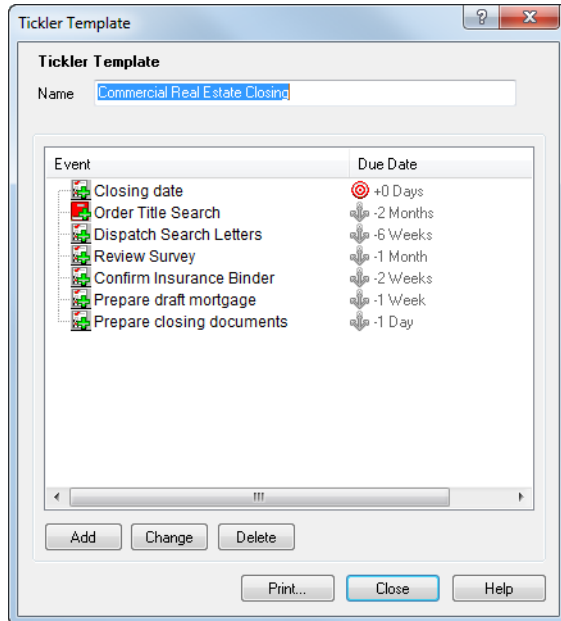 Tickler Template
Tickler Template
Name Commercial Real Estate Closing
Event Due Date
Closing date +0 Days
Order Title Search -2 Months
Dispatch Search Letters -6 Weeks
Review Survey -1 Month
Confirm Insurance Binder -2 Weeks
Prepare draft mortgage -1 Week
Prepare closing documents -1 Day
Add Change Delete
Print... Close Help